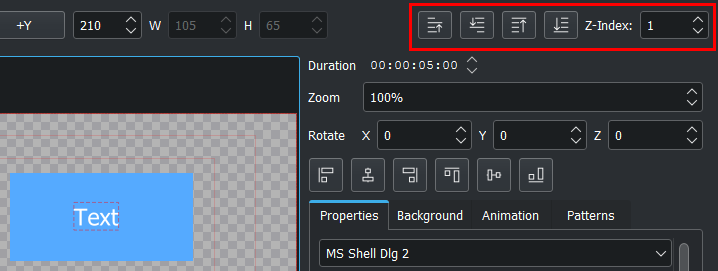 +Y 210 W 105 H 65 Z-Index: 1
Duration 00:00:05:00
Zoom 100%
Rotate X 0 Y 0 Z 0
Text
Properties Background Animation Patterns
MS Shell Dlg 2